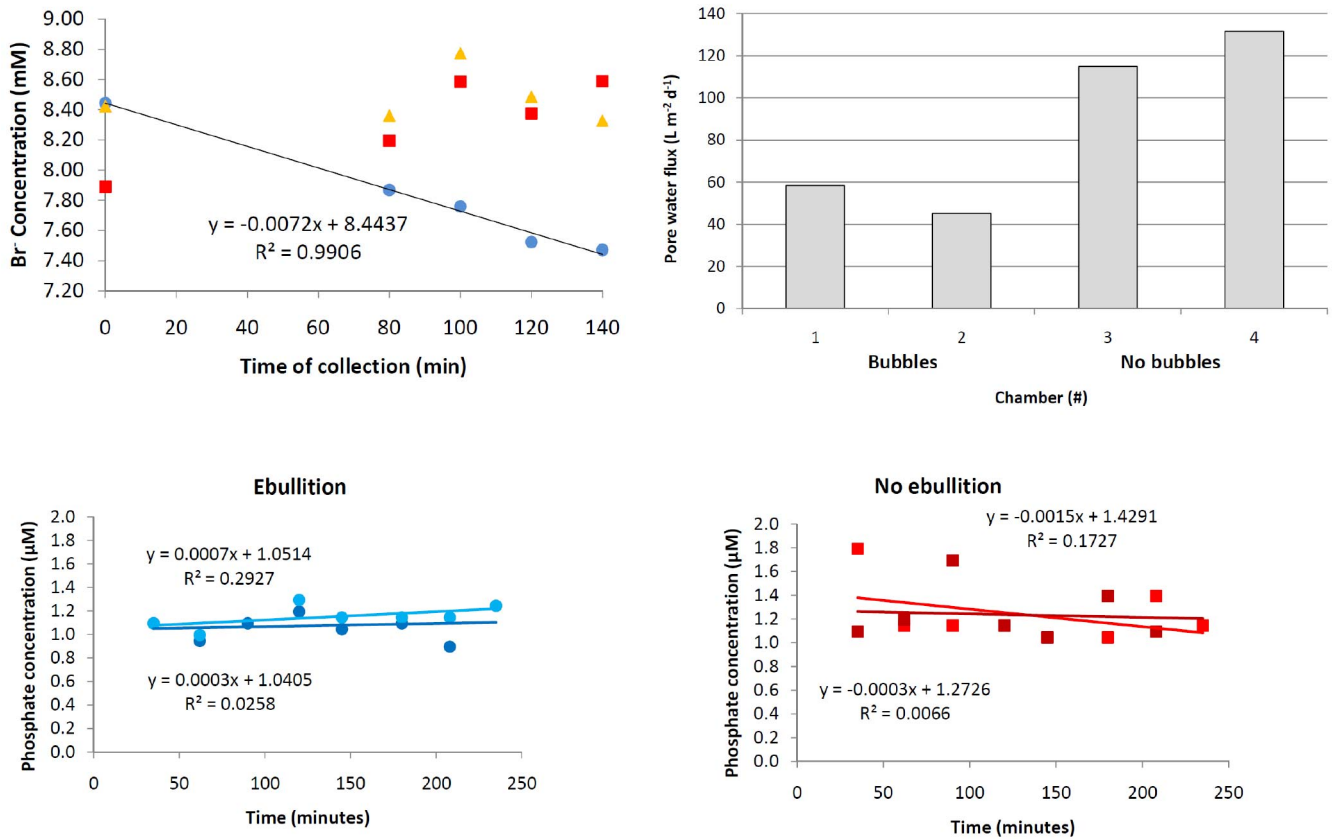 9.00
8.80
8.60
8.40
8.20
8.00
7.80
7.60
7.40
7.20
Br⁻ Concentration (mM)
y = -0.0072x + 8.4437
R² = 0.9906
0 20 40 60 80 100 120 140
Time of collection (min)
140
120
100
80
60
40
20
0
Pore water flux (L m⁻² d⁻¹)
1 2 3 4
Bubbles No bubbles
Chamber (#)
Ebullition
2.0
1.8
1.6
1.4
1.2
1.0
0.8
0.6
0.4
0.2
0.0
Phosphate concentration (µM)
y = 0.0007x + 1.0514
R² = 0.2927
y = 0.0003x + 1.0405
R² = 0.0258
0 50 100 150 200 250
Time (minutes)
No ebullition
y = -0.0015x + 1.4291
R² = 0.1727
2.0
1.8
1.6
1.4
1.2
1.0
0.8
0.6
0.4
0.2
0.0
Phosphate concentration (µM)
y = -0.0003x + 1.2726
R² = 0.0066
0 50 100 150 200 250
Time (minutes)